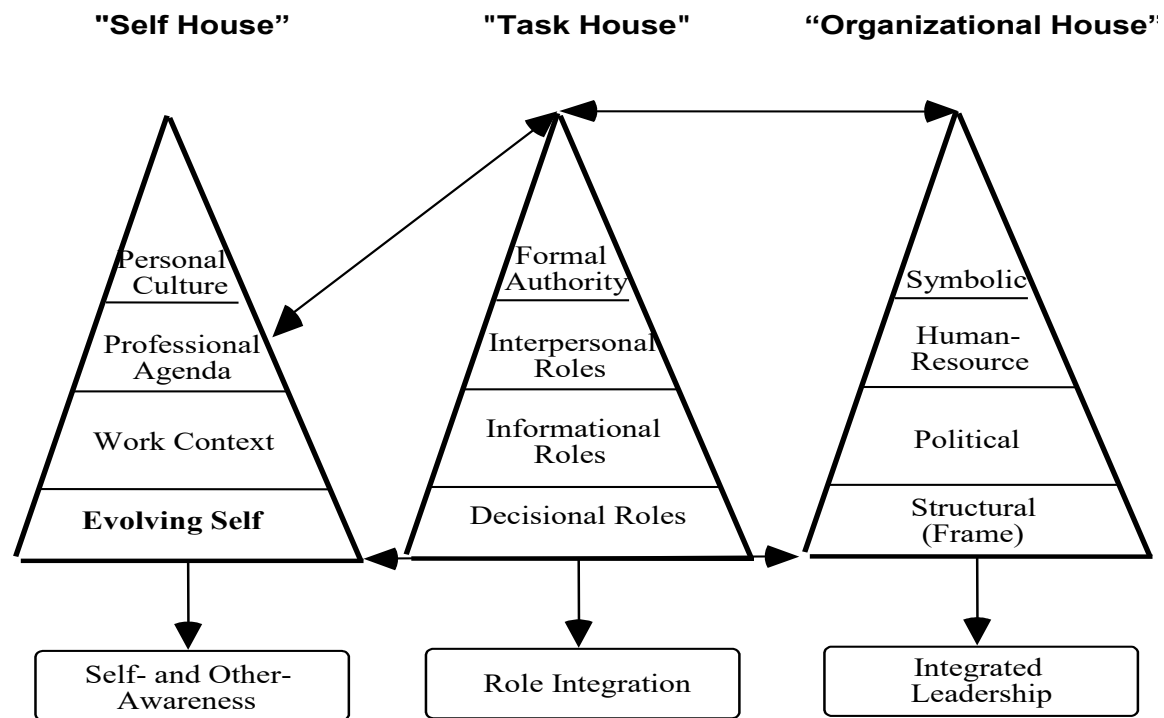 "Self House”
"Task House"
“Organizational House”
Personal
Culture
Professional
Agenda
Work Context
Evolving Self
Formal
Authority
Interpersonal
Roles
Informational
Roles
Decisional Roles
Symbolic
Human-
Resource
Political
Structural
(Frame)
Self- and Other-
Awareness
Role Integration
Integrated
Leadership